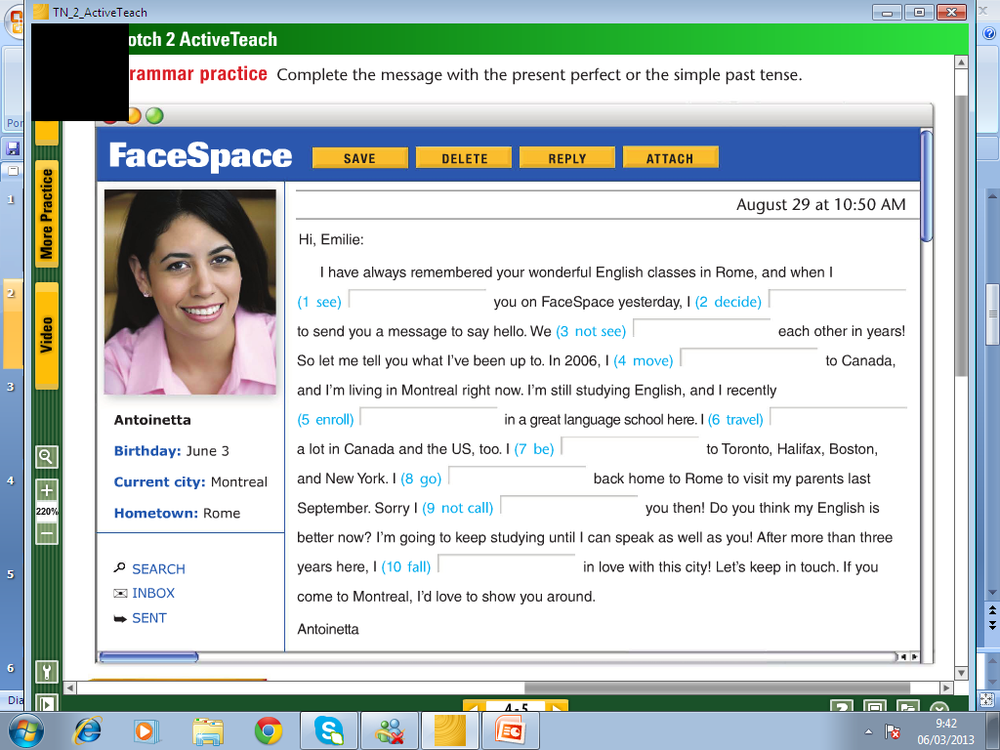 TN_2_ActiveTeach
otch 2 ActiveTeach
rammar practice Complete the message with the present perfect or the simple past tense.
Por
More Practice
Video
220%
1
2
3
4
5
6
Dia
FaceSpace
SAVE DELETE REPLY ATTACH
August 29 at 10:50 AM
Hi, Emilie:
I have always remembered your wonderful English classes in Rome, and when I
(1 see) you on FaceSpace yesterday, I (2 decide)
to send you a message to say hello. We (3 not see) each other in years!
So let me tell you what I've been up to. In 2006, I (4 move) to Canada,
and I'm living in Montreal right now. I'm still studying English, and I recently
(5 enroll) in a great language school here. I (6 travel)
a lot in Canada and the US, too. I (7 be) to Toronto, Halifax, Boston,
and New York. I (8 go) back home to Rome to visit my parents last
September. Sorry I (9 not call) you then! Do you think my English is
better now? I'm going to keep studying until I can speak as well as you! After more than three
years here, I (10 fall) in love with this city! Let's keep in touch. If you
come to Montreal, I'd love to show you around.
Antoinetta
Antoinetta
Birthday: June 3
Current city: Montreal
Hometown: Rome
SEARCH
INBOX
SENT
4-5
9:42
06/03/2013